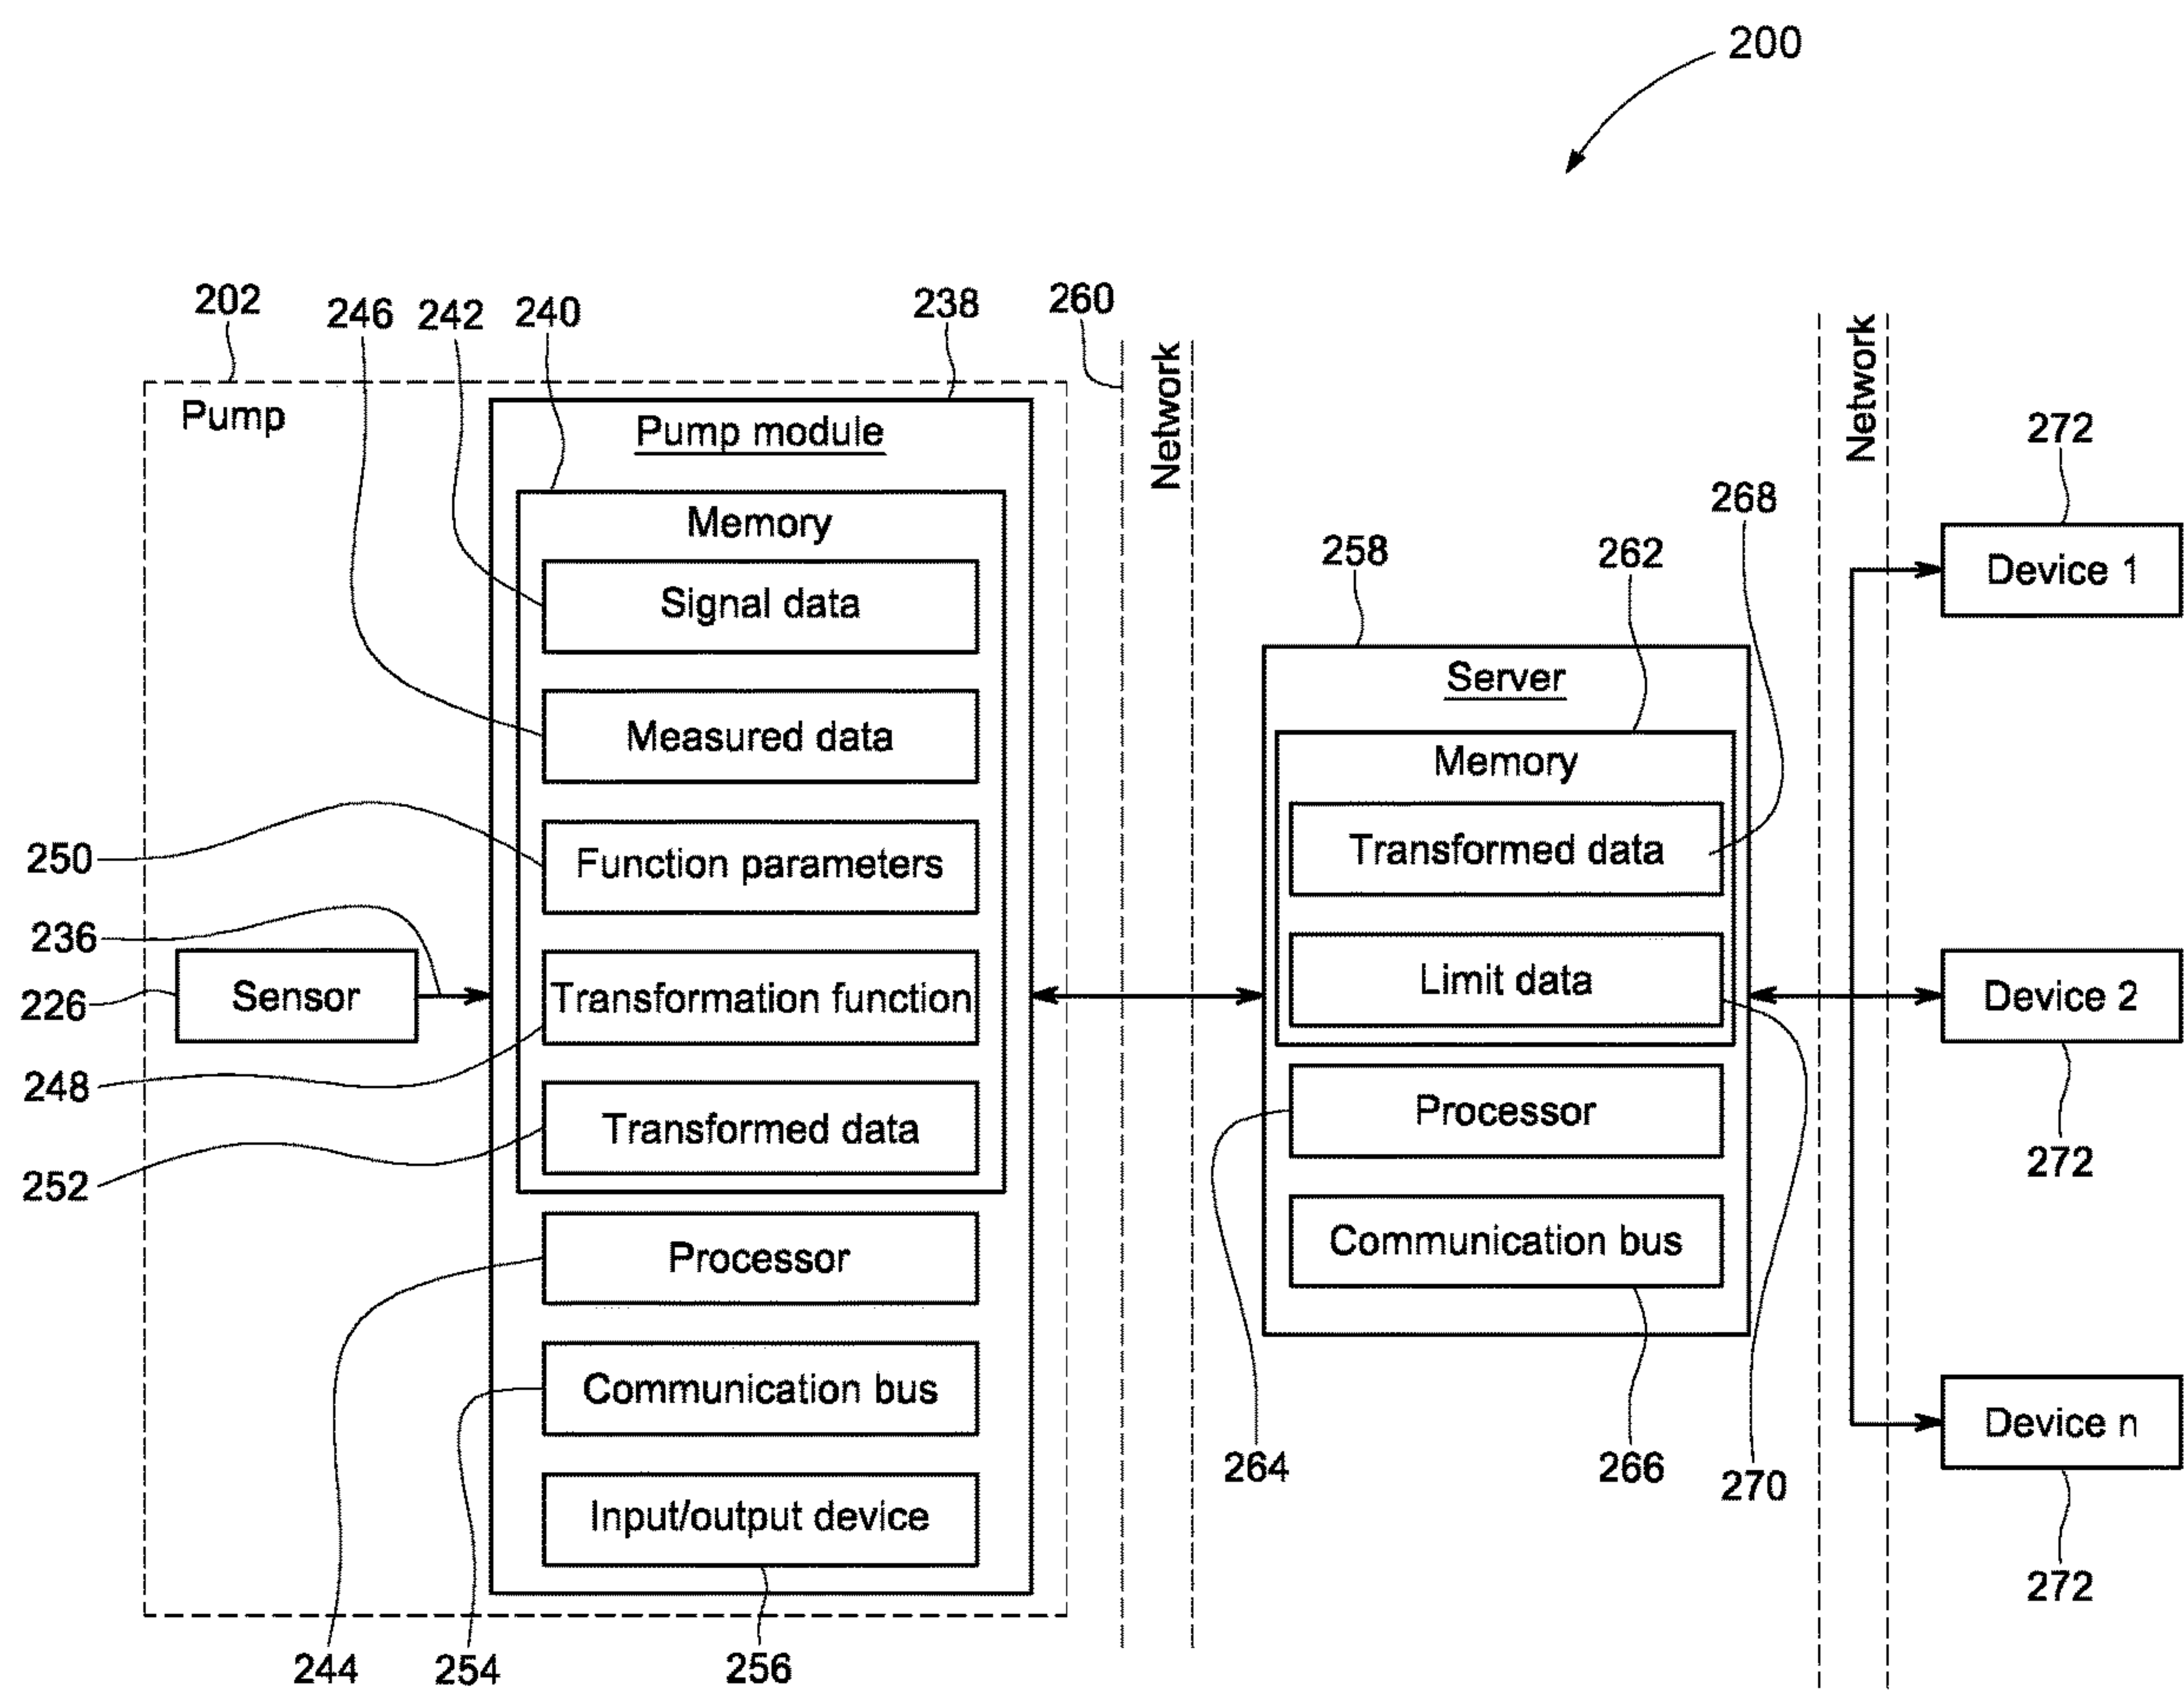 200
202
246
242
240
238
260
Network
Network
Pump
Pump module
272
Memory
268
Signal data
258
262
Device 1
Server
Measured data
Memory
250
Function parameters
Transformed data
236
Sensor
226
Transformation function
Limit data
Device 2
248
Transformed data
Processor
252
272
Processor
Communication bus
Communication bus
Device n
264
266
270
Input/output device
272
244
254
256